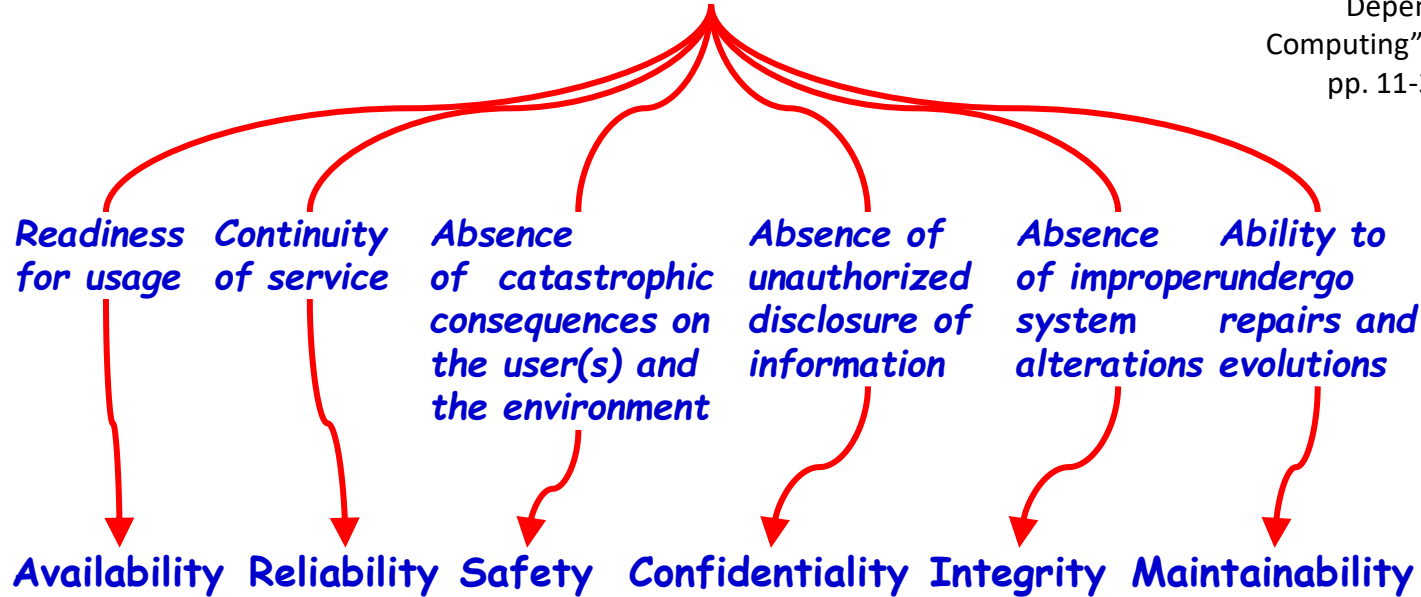 Computing”
pp. 11-
Readiness
for usage
Continuity
of service
Absence
of catastrophic
consequences on
the user(s) and
the environment
Absence of
unauthorized
disclosure of
information
Absence
of improper
system
alterations
Ability to
undergo
repairs and
evolutions
Availability Reliability Safety Confidentiality Integrity Maintainability